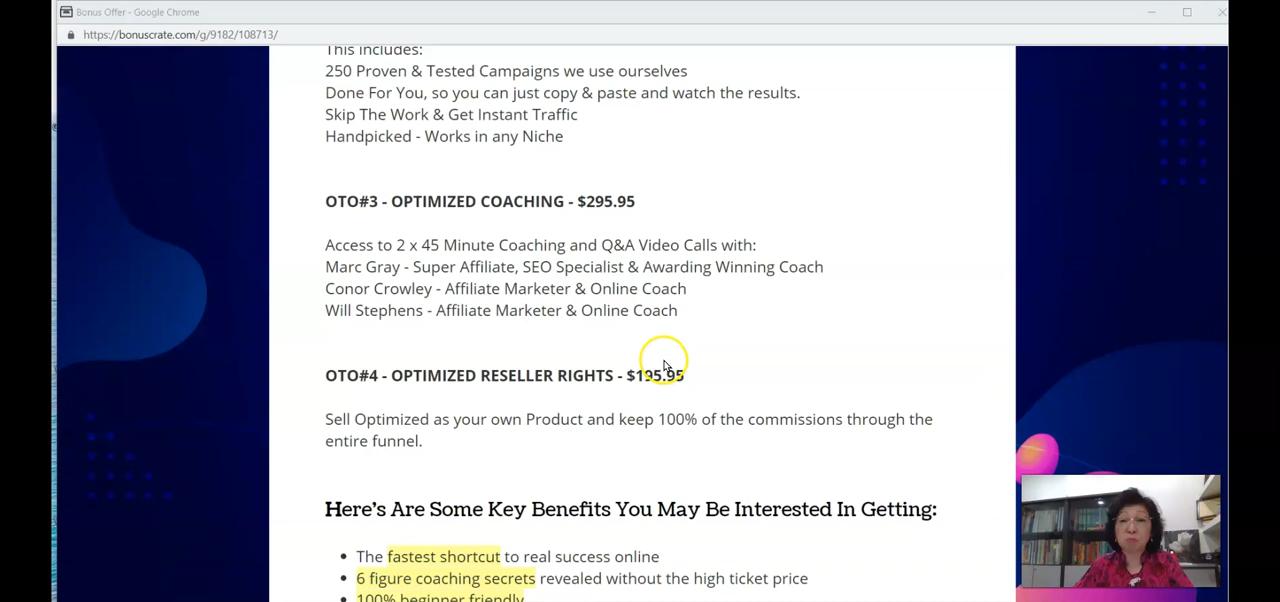 Bonus Offer - Google Chrome
https://bonuscrate.com/g/9182/108713/
This includes:
250 Proven & Tested Campaigns we use ourselves
Done For You, so you can just copy & paste and watch the results.
Skip The Work & Get Instant Traffic
Handpicked - Works in any Niche
OTO#3 - OPTIMIZED COACHING - $295.95
Access to 2 x 45 Minute Coaching and Q&A Video Calls with:
Marc Gray - Super Affiliate, SEO Specialist & Awarding Winning Coach
Conor Crowley - Affiliate Marketer & Online Coach
Will Stephens - Affiliate Marketer & Online Coach
OTO#4 - OPTIMIZED RESELLER RIGHTS - $195.95
Sell Optimized as your own Product and keep 100% of the commissions through the
entire funnel.
Here's Are Some Key Benefits You May Be Interested In Getting:
• The fastest shortcut to real success online
• 6 figure coaching secrets revealed without the high ticket price
• 100% beginner friendly